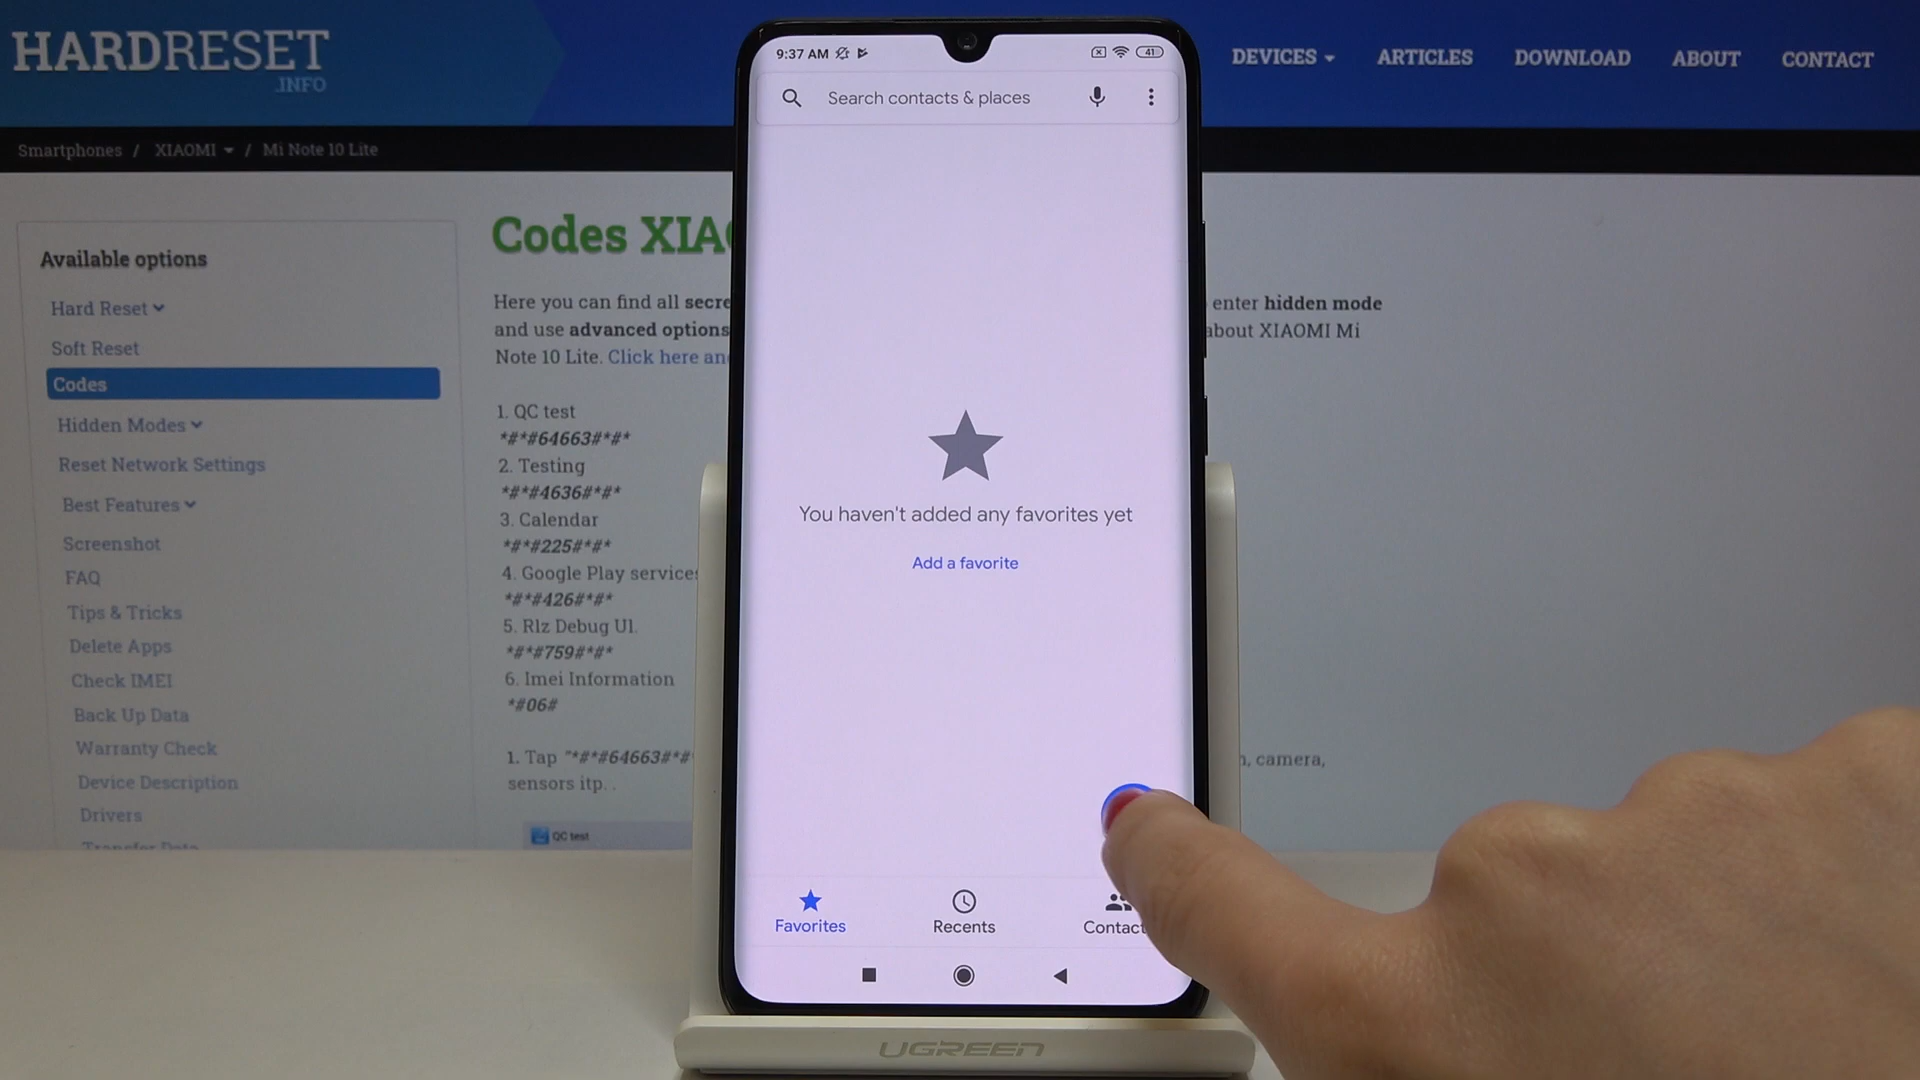 HARDRESET
.INFO
DEVICES
ARTICLES
DOWNLOAD
ABOUT
CONTACT
Smartphones / XIAOMI / Mi Note 10 Lite
Available options
Hard Reset
Soft Reset
Codes
Hidden Modes
Reset Network Settings
Best Features
Screenshot
FAQ
Tips & Tricks
Delete Apps
Check IMEI
Back Up Data
Warranty Check
Device Description
Drivers
Transfer Data
Codes XIAO
Here you can find all secre
enter hidden mode
and use advanced options
about XIAOMI Mi
Note 10 Lite. Click here an
1. QC test
*#*#64663#*#*
2. Testing
*#*#4636#*#*
3. Calendar
*#*#225#*#*
4. Google Play services
*#*#426#*#*
5. Rlz Debug UI.
*#*#759#*#*
6. Imei Information
*#06#
1. Tap "*#*#64663#*#
, camera,
sensors itp. .
QC test
9:37 AM
41
Search contacts & places
You haven't added any favorites yet
Add a favorite
Favorites
Recents
Contact
UGREEN